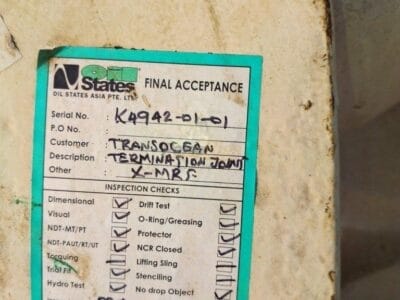 Oil
States
OIL STATES ASIA PTE. LTD.
FINAL ACCEPTANCE
Serial No. : K4942-01-01
P.O No. :
Customer : TRANSOCEAN
Description : TERMINATION JOINT
Other : X-MRT
INSPECTION CHECKS
Dimensional ✓ Drift Test ✓
Visual ✓ O-Ring/Greasing ✓
NDT-MT/PT ✓ Protector ✓
NDT-PAUT/RT/UT ✓ NCR Closed ✓
Torquing Lifting Sling ✓
Trial Fit Stenciling ✓
Hydro Test ✓ No drop Object ✓